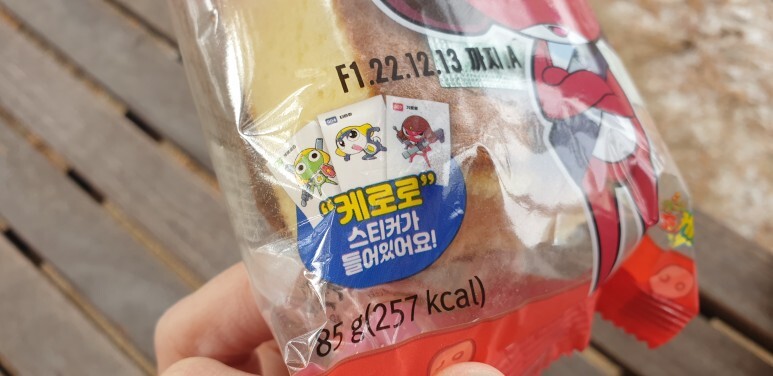 F1.22.12.13 까지.A
"케로로"
스티커가
들어있어요!
85 g(257 kcal)